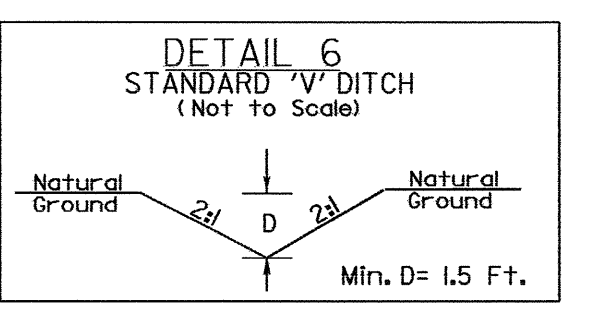 DETAIL 6
STANDARD 'V' DITCH
(Not to Scale)
Natural
Ground
2:1
D
2:1
Natural
Ground
Min. D= 1.5 Ft.